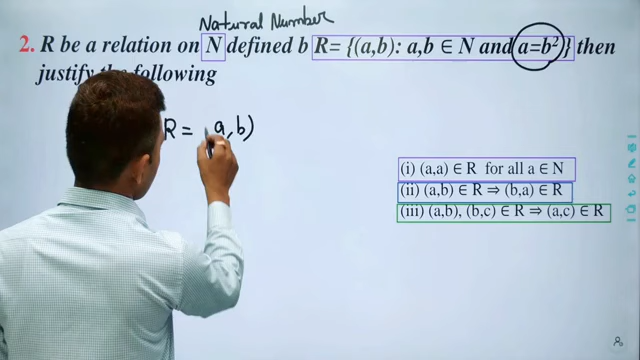 Natural Number
2. R be a relation on N defined b R= {(a,b): a,b ∈ N and a=b²} then
justify the following
R = a,b)
(i) (a,a) ∈ R for all a ∈ N
(ii) (a,b) ∈ R ⇒ (b,a) ∈ R
(iii) (a,b), (b,c) ∈ R ⇒ (a,c) ∈ R